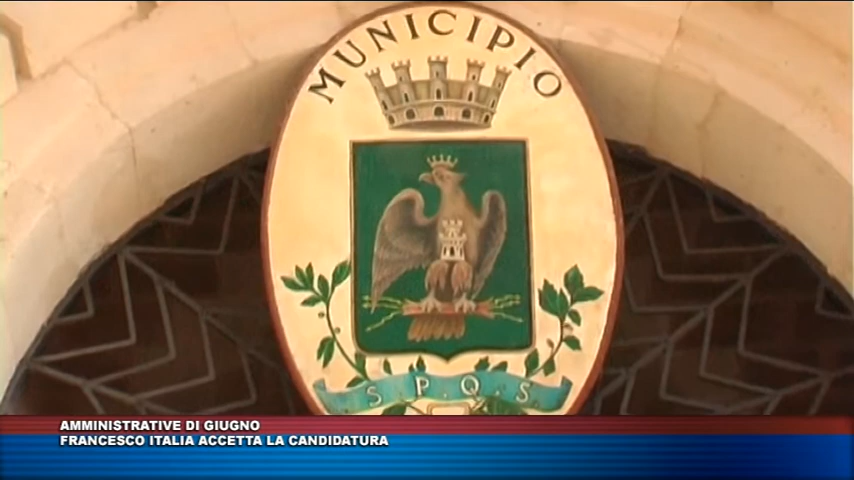 MUNICIPIO
S.P.Q.S.
AMMINISTRATIVE DI GIUGNO
FRANCESCO ITALIA ACCETTA LA CANDIDATURA